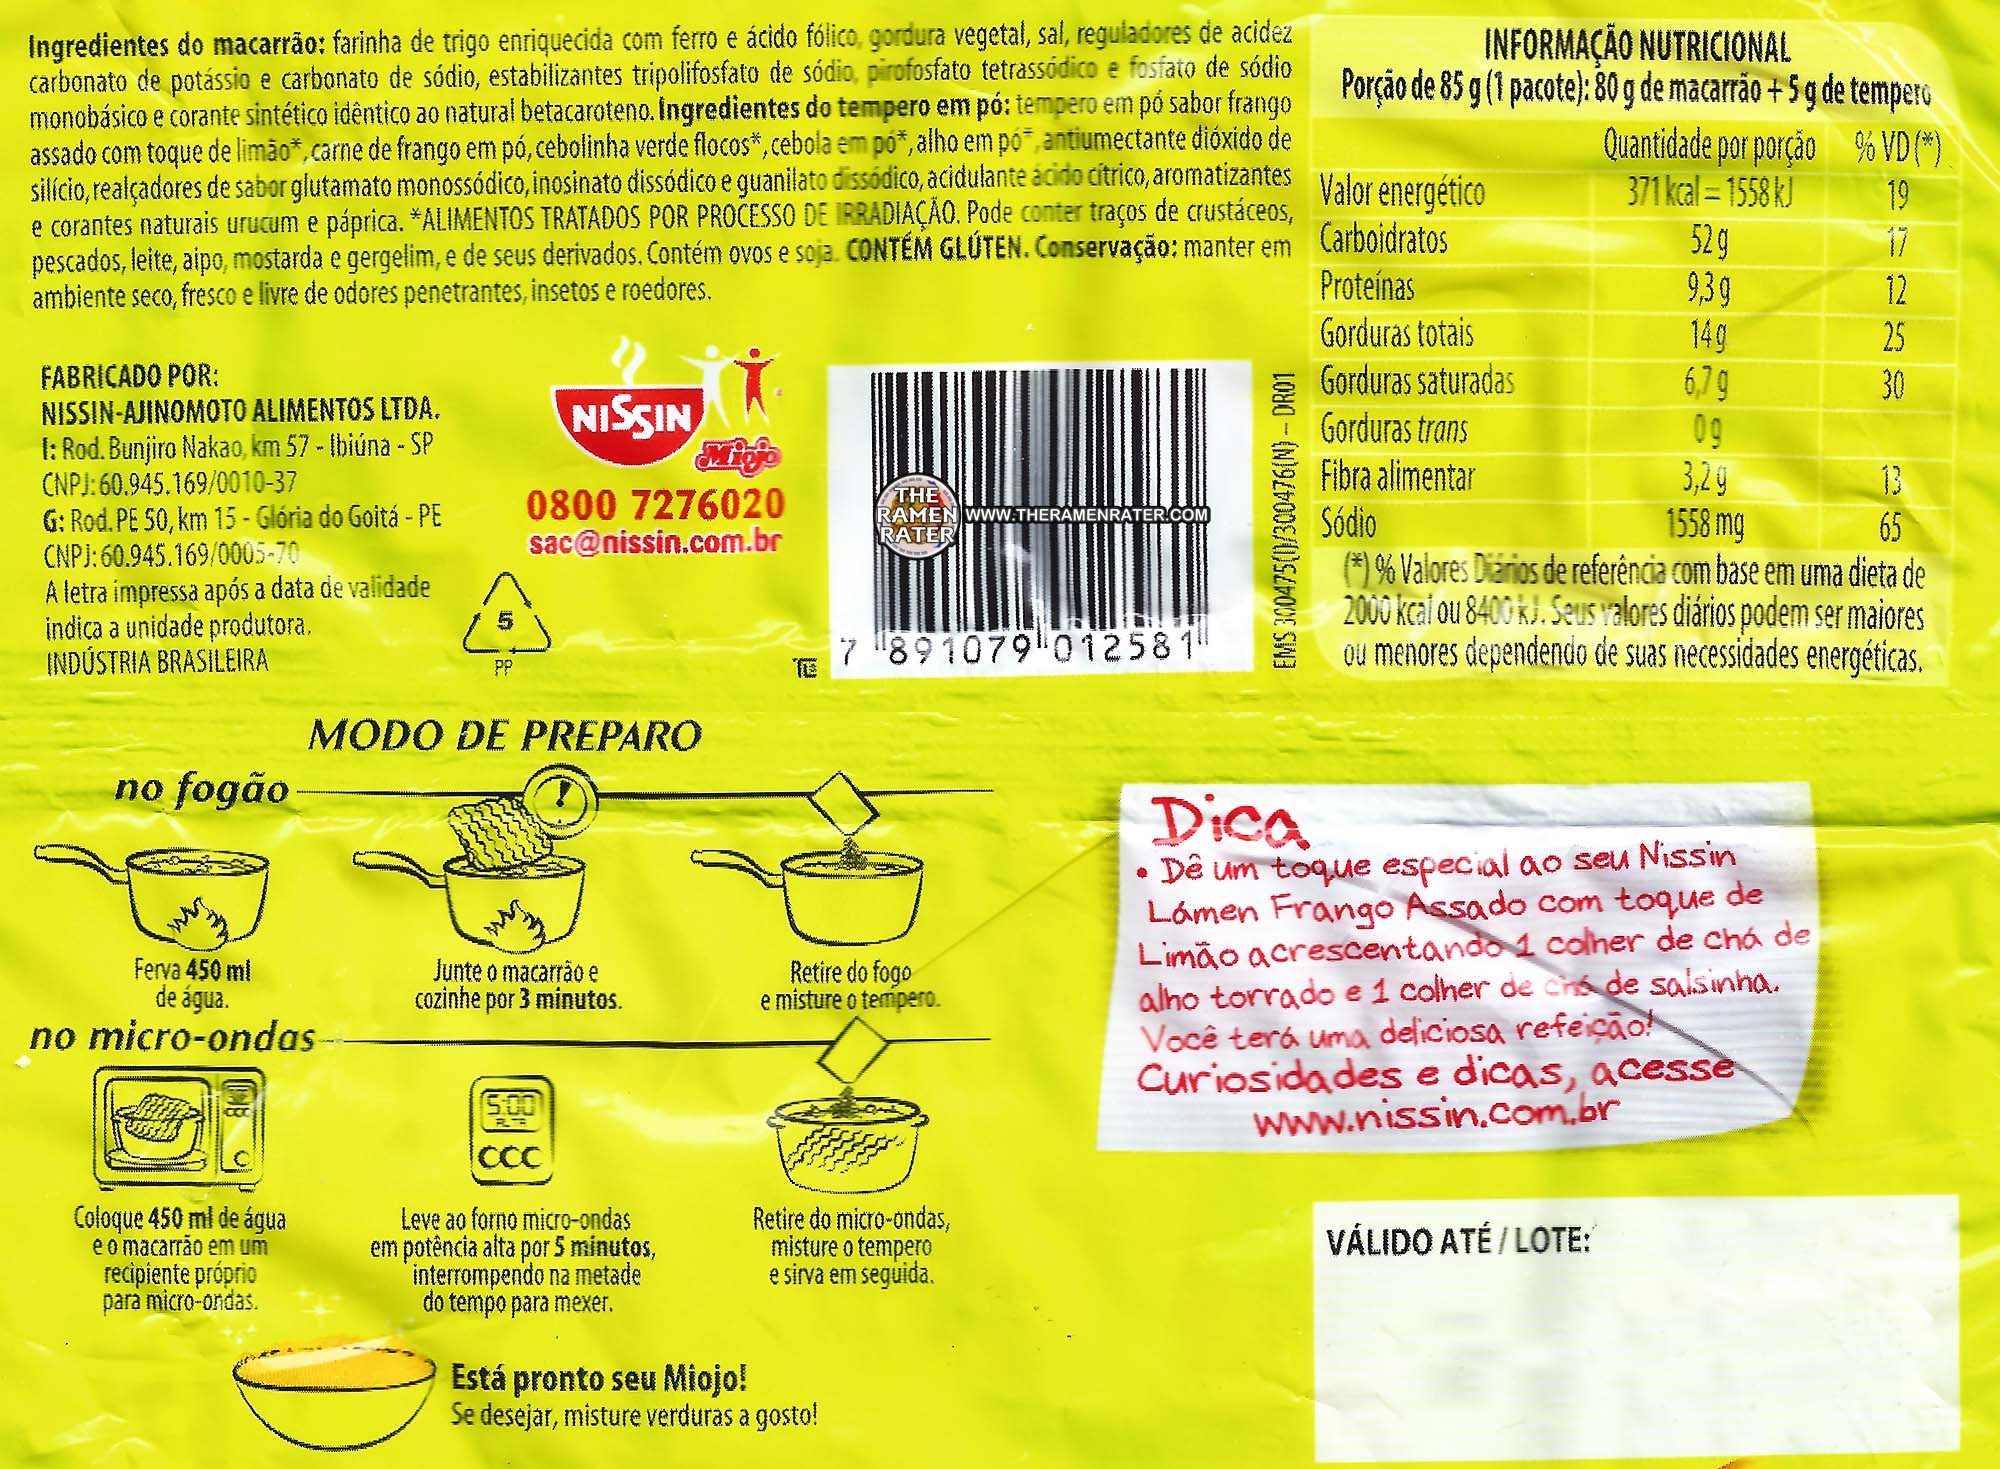 Ingredientes do macarrão: farinha de trigo enriquecida com ferro e ácido fólico, gordura vegetal, sal, reguladores de acidez
carbonato de potássio e carbonato de sódio, estabilizantes tripolifosfato de sódio, pirofosfato tetrassódico e fosfato de sódio
monobásico e corante sintético idêntico ao natural betacaroteno. Ingredientes do tempero em pó: tempero em pó sabor frango
assado com toque de limão*, carne de frango em pó, cebolinha verde flocos*, cebola em pó*, alho em pó*, antiumectante dióxido de
silício, realçadores de sabor glutamato monossódico, inosinato dissódico e guanilato dissódico, acidulante ácido cítrico, aromatizantes
e corantes naturais urucum e páprica. *ALIMENTOS TRATADOS POR PROCESSO DE IRRADIAÇÃO. Pode conter traços de crustáceos,
pescados, leite, aipo, mostarda e gergelim, e de seus derivados. Contém ovos e soja. CONTÉM GLÚTEN. Conservação: manter em
ambiente seco, fresco e livre de odores penetrantes, insetos e roedores.
FABRICADO POR:
NISSIN-AJINOMOTO ALIMENTOS LTDA.
I: Rod. Bunjiro Nakao, km 57 - Ibiúna - SP
CNPJ: 60.945.169/0010-37
G: Rod. PE 50, km 15 - Glória do Goitá - PE
CNPJ: 60.945.169/0005-70
A letra impressa após a data de validade
indica a unidade produtora.
INDÚSTRIA BRASILEIRA
NISSIN
Miojo
0800 7276020
sac@nissin.com.br
5
PP
THE
RAMEN
RATER
WWW.THERAMENRATER.COM
7 891079 012581
EMS 300475(I)/300476(N) - DR01
INFORMAÇÃO NUTRICIONAL
Porção de 85 g (1 pacote): 80 g de macarrão + 5 g de tempero
Quantidade por porção % VD (*)
Valor energético 371 kcal = 1558 kJ 19
Carboidratos 52 g 17
Proteínas 9,3 g 12
Gorduras totais 14 g 25
Gorduras saturadas 6,7 g 30
Gorduras trans 0 g
Fibra alimentar 3,2 g 13
Sódio 1558 mg 65
(*) % Valores Diários de referência com base em uma dieta de
2000 kcal ou 8400 kJ. Seus valores diários podem ser maiores
ou menores dependendo de suas necessidades energéticas.
MODO DE PREPARO
no fogão
!
Ferva 450 ml
de água.
Junte o macarrão e
cozinhe por 3 minutos.
Retire do fogo
e misture o tempero.
no micro-ondas
5:00
ALTA
Coloque 450 ml de água
e o macarrão em um
recipiente próprio
para micro-ondas.
Leve ao forno micro-ondas
em potência alta por 5 minutos,
interrompendo na metade
do tempo para mexer.
Retire do micro-ondas,
misture o tempero
e sirva em seguida.
Está pronto seu Miojo!
Se desejar, misture verduras a gosto!
Dica
• Dê um toque especial ao seu Nissin
Lámen Frango Assado com toque de
Limão acrescentando 1 colher de chá de
alho torrado e 1 colher de chá de salsinha.
Você terá uma deliciosa refeição!
Curiosidades e dicas, acesse
www.nissin.com.br
VÁLIDO ATÉ / LOTE: